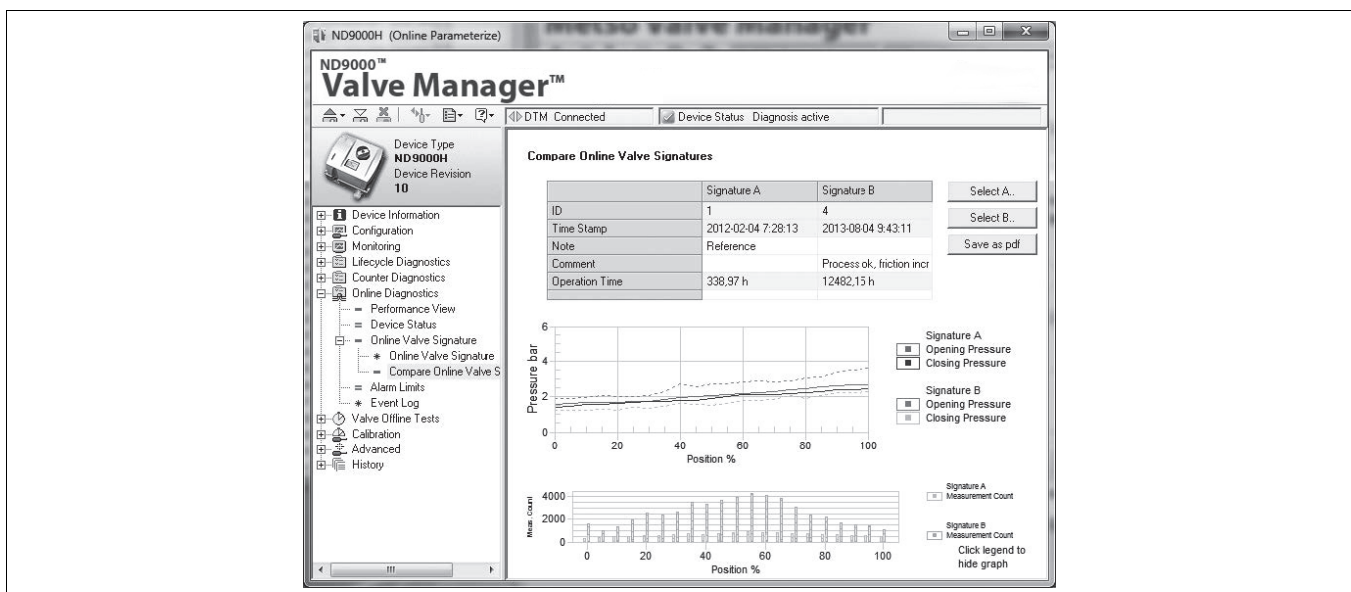 ND9000H (Online Parameterize)
Metso Valve Manager
ND9000™
Valve Manager™
DTM Connected
Device Status Diagnosis active
Device Type
ND9000H
Device Revision
10
Device Information
Configuration
Monitoring
Lifecycle Diagnostics
Counter Diagnostics
Online Diagnostics
Performance View
Device Status
Online Valve Signature
Online Valve Signature
Compare Online Valve S
Alarm Limits
Event Log
Valve Offline Tests
Calibration
Advanced
History
Compare Online Valve Signatures
Signature A Signature B
ID 1 4
Time Stamp 2012-02-04 7:28:13 2013-08-04 9:43:11
Note Reference
Comment Process ok, friction incr
Operation Time 338,97 h 12482,15 h
Select A..
Select B..
Save as pdf
6
4
2
0
Pressure bar
0 20 40 60 80 100
Position %
Signature A
Opening Pressure
Closing Pressure
Signature B
Opening Pressure
Closing Pressure
4000
2000
0
Meas. Count
0 20 40 60 80 100
Position %
Signature A
Measurement Count
Signature B
Measurement Count
Click legend to
hide graph